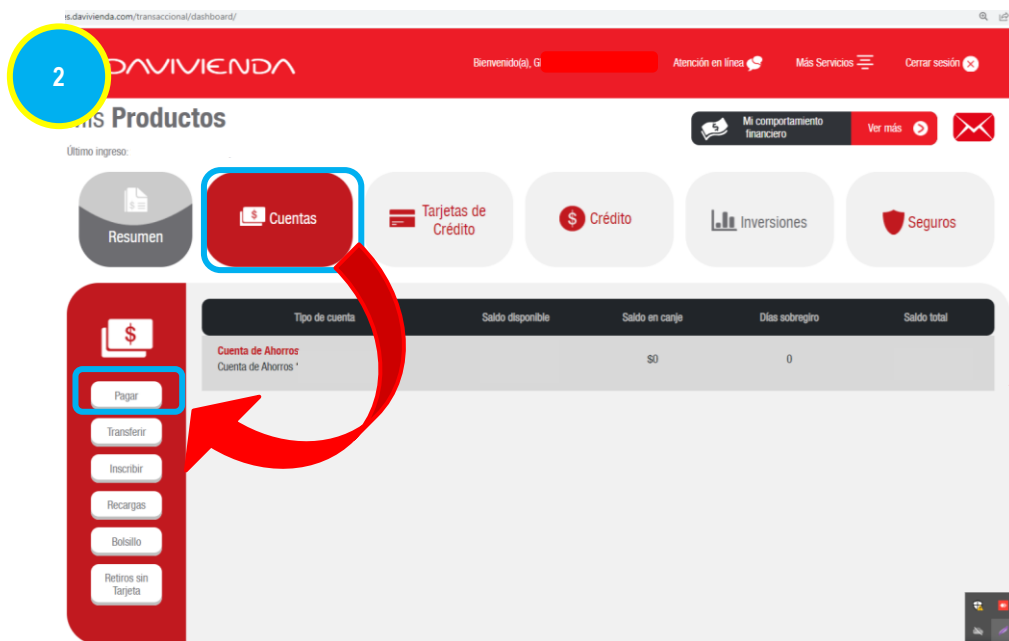 s.davivienda.com/transaccional/dashboard/
2
DAVIVIENDA
Bienvenido(a), G
Atención en línea
Más Servicios
Cerrar sesión
Mis Productos
Último ingreso:
Mi comportamiento
financiero
Ver más
Resumen
Cuentas
Tarjetas de
Crédito
Crédito
Inversiones
Seguros
Tipo de cuenta
Saldo disponible
Saldo en canje
Días sobregiro
Saldo total
Cuenta de Ahorros
Cuenta de Ahorros *
$0
0
Pagar
Transferir
Inscribir
Recargas
Bolsillo
Retiros sin
Tarjeta